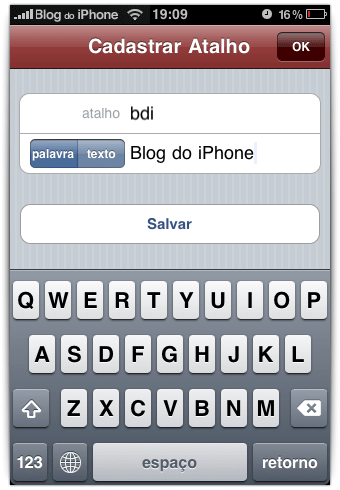 Blog do iPhone 19:09 16%
Cadastrar Atalho OK
atalho bdi
palavra texto Blog do iPhone
Salvar
Q W E R T Y U I O P
A S D F G H J K L
Z X C V B N M
123 espaço retorno